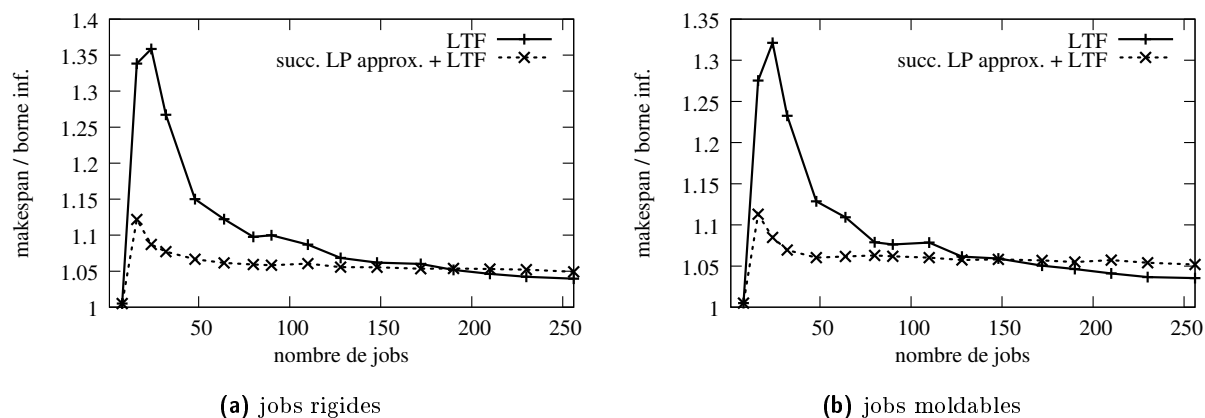 1.4
1.35
1.3
1.25
1.2
1.15
1.1
1.05
1
makespan / borne inf.
LTF
succ. LP approx. + LTF
50
100
150
200
250
nombre de jobs
(a) jobs rigides
1.35
1.3
1.25
1.2
1.15
1.1
1.05
1
makespan / borne inf.
LTF
succ. LP approx. + LTF
50
100
150
200
250
nombre de jobs
(b) jobs moldables